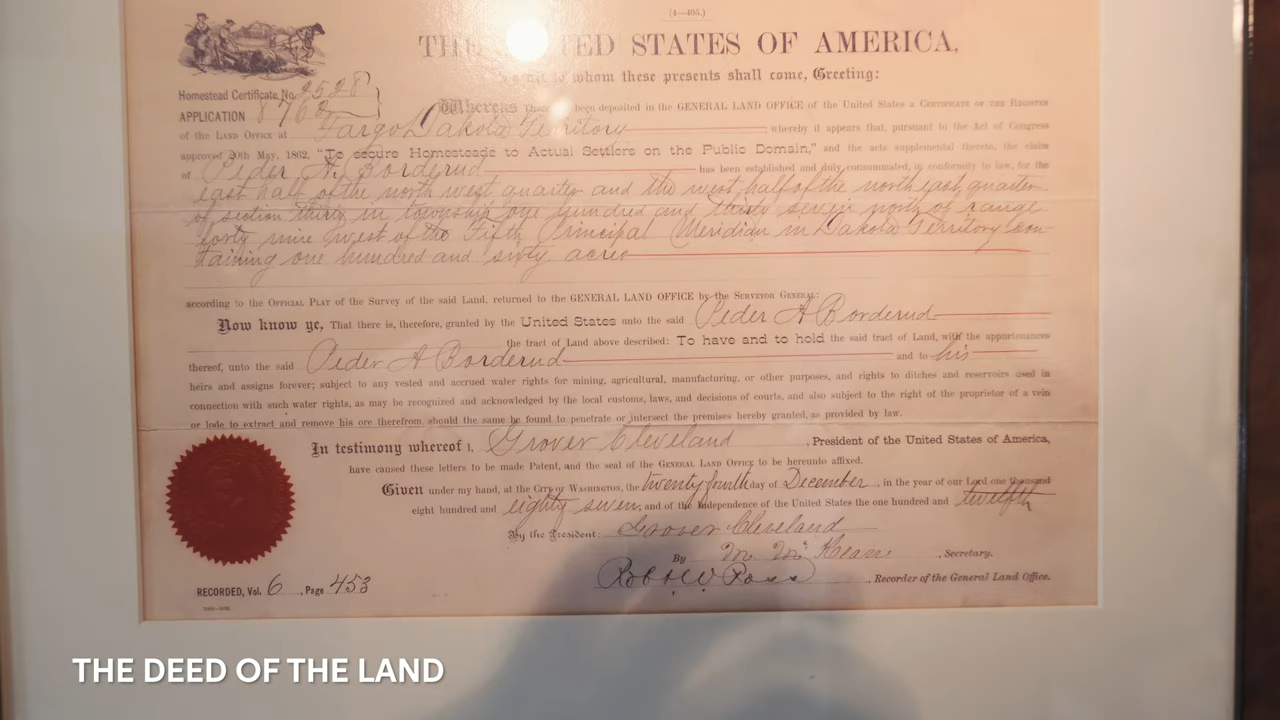 (4—405.)
THE UNITED STATES OF AMERICA,
to whom these presents shall come, Greeting:
Homestead Certificate No. 2528
APPLICATION 8762
Whereas There been deposited in the GENERAL LAND OFFICE of the United States a CERTIFICATE OF THE REGISTER
OF THE LAND OFFICE AT Fargo Dakota Territory whereby it appears that, pursuant to the Act of Congress
approved 20th May, 1862, "To secure Homesteads to Actual Settlers on the Public Domain," and the acts supplemental thereto, the claim
of Peder A. Borderud has been established and duly consummated, in conformity to law, for the
east half of the north west quarter and the west half of the north east quarter
of section thirty in township one hundred and thirty seven north of range
forty nine west of the Fifth Principal Meridian in Dakota Territory con-
taining one hundred and sixty acres
according to the OFFICIAL PLAT of the Survey of the said Land, returned to the GENERAL LAND OFFICE by the SURVEYOR GENERAL:
Now know ye, That there is, therefore, granted by the United States unto the said Peder A Borderud
the tract of Land above described: To have and to hold the said tract of Land, with the appurtenances
thereof, unto the said Peder A Borderud and to his
heirs and assigns forever; subject to any vested and accrued water rights for mining, agricultural, manufacturing, or other purposes, and rights to ditches and reservoirs used in
connection with such water rights, as may be recognized and acknowledged by the local customs, laws, and decisions of courts, and also subject to the right of the proprietor of a vein
or lode to extract and remove his ore therefrom, should the same be found to penetrate or intersect the premises hereby granted, as provided by law.
In testimony whereof I, Grover Cleveland, President of the United States of America,
have caused these letters to be made Patent, and the seal of the GENERAL LAND OFFICE to be hereunto affixed.
Given under my hand, at the CITY OF WASHINGTON, the twenty fourth day of December, in the year of our Lord one thousand
eight hundred and eighty seven, and of the Independence of the United States the one hundred and twelfth
By the President: Grover Cleveland
By M. McKean, Secretary.
Robt W Ross, Recorder of the General Land Office.
RECORDED, Vol. 6, Page 453
THE DEED OF THE LAND